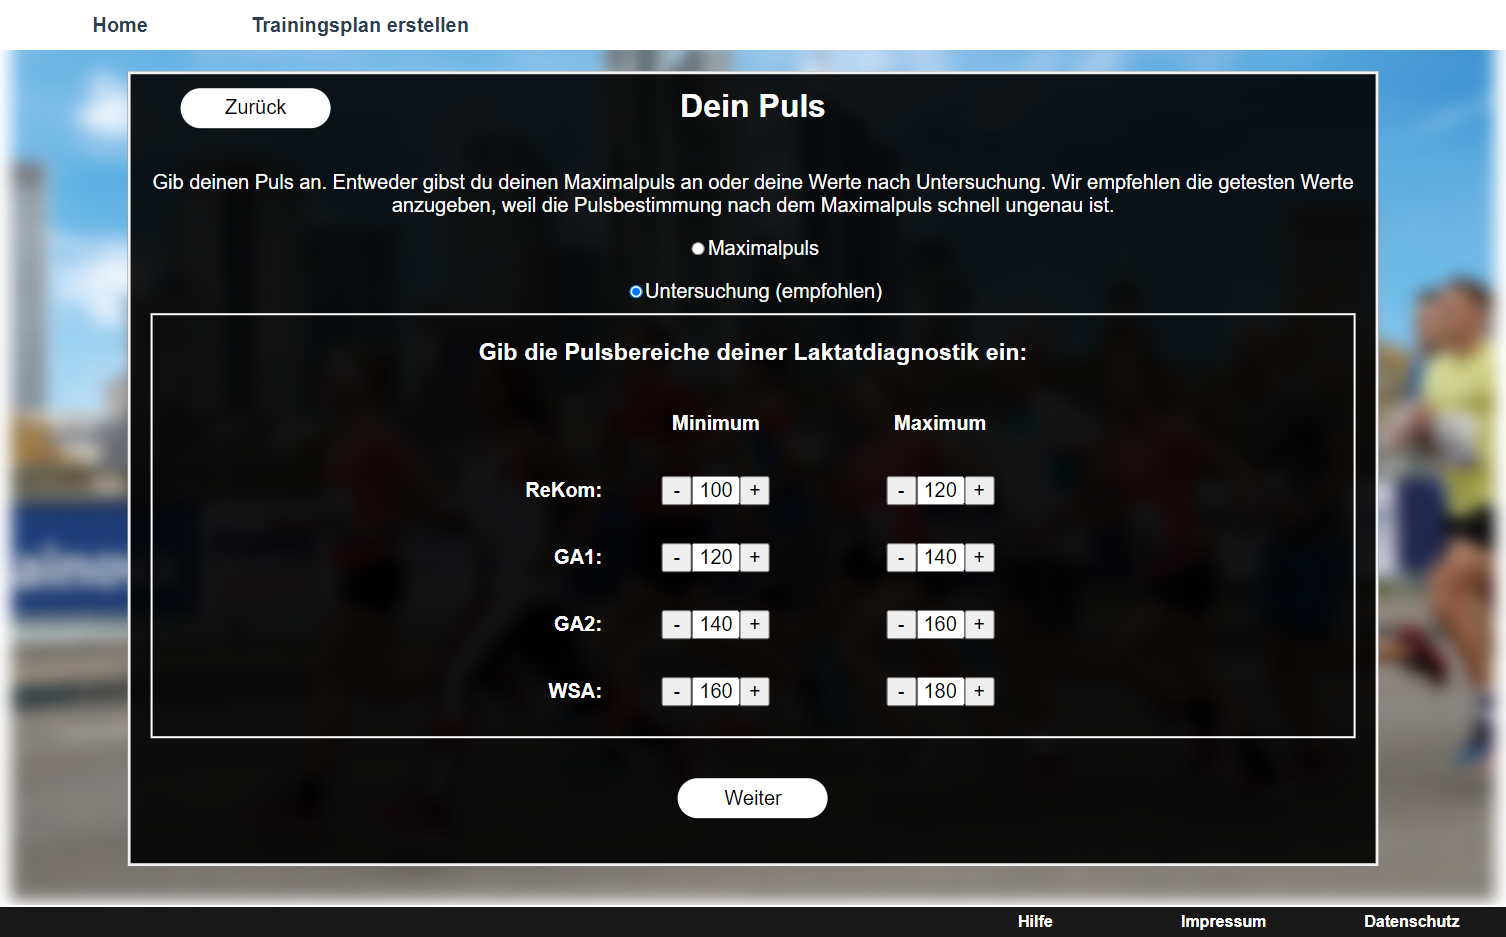 Home Trainingsplan erstellen
Zurück
Dein Puls
Gib deinen Puls an. Entweder gibst du deinen Maximalpuls an oder deine Werte nach Untersuchung. Wir empfehlen die getesten Werte
anzugeben, weil die Pulsbestimmung nach dem Maximalpuls schnell ungenau ist.
Maximalpuls
Untersuchung (empfohlen)
Gib die Pulsbereiche deiner Laktatdiagnostik ein:
Minimum Maximum
ReKom: - 100 + - 120 +
GA1: - 120 + - 140 +
GA2: - 140 + - 160 +
WSA: - 160 + - 180 +
Weiter
Hilfe Impressum Datenschutz